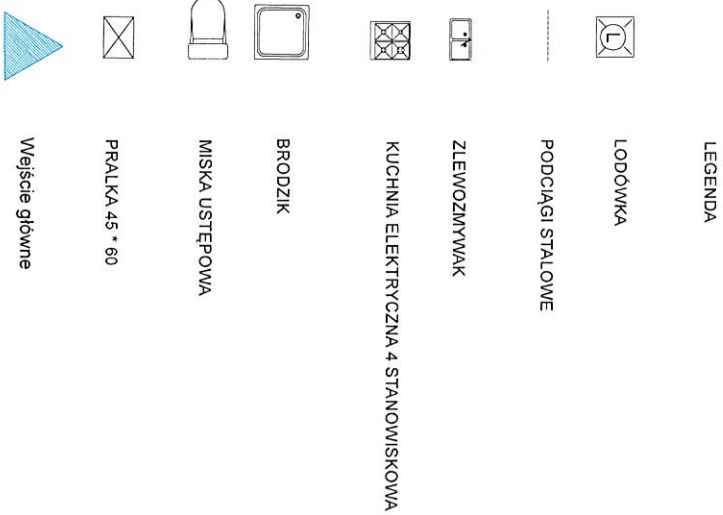 LEGENDA
L
LODÓWKA
PODCIĄGI STALOWE
ZLEWOZMYWAK
KUCHNIA ELEKTRYCZNA 4 STANOWISKOWA
BRODZIK
MISKA USTĘPOWA
PRALKA 45 * 60
Wejście główne